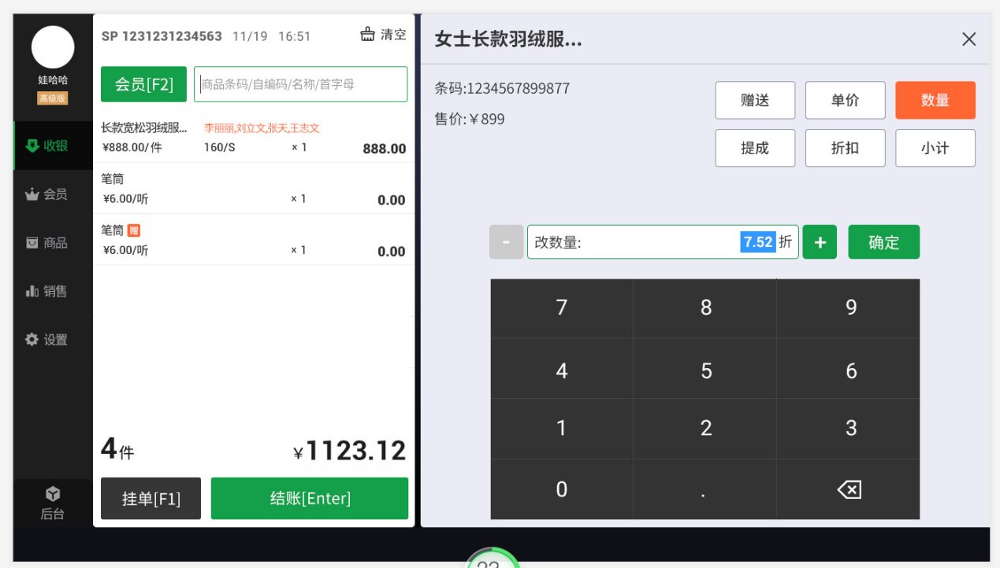 娃哈哈
高级版
收银
会员
商品
销售
设置
后台
SP 1231231234563 11/19 16:51 清空
会员[F2] 商品条码/自编码/名称/首字母
长款宽松羽绒服... 李丽丽,刘立文,张天,王志文
¥888.00/件 160/S x 1 888.00
笔筒
¥6.00/听 x 1 0.00
笔筒 赠
¥6.00/听 x 1 0.00
4件 ¥1123.12
挂单[F1] 结账[Enter]
女士长款羽绒服...
条码:1234567899877
售价:¥899
赠送 单价 数量
提成 折扣 小计
- 改数量: 7.52 折 + 确定
7 8 9
4 5 6
1 2 3
0 .